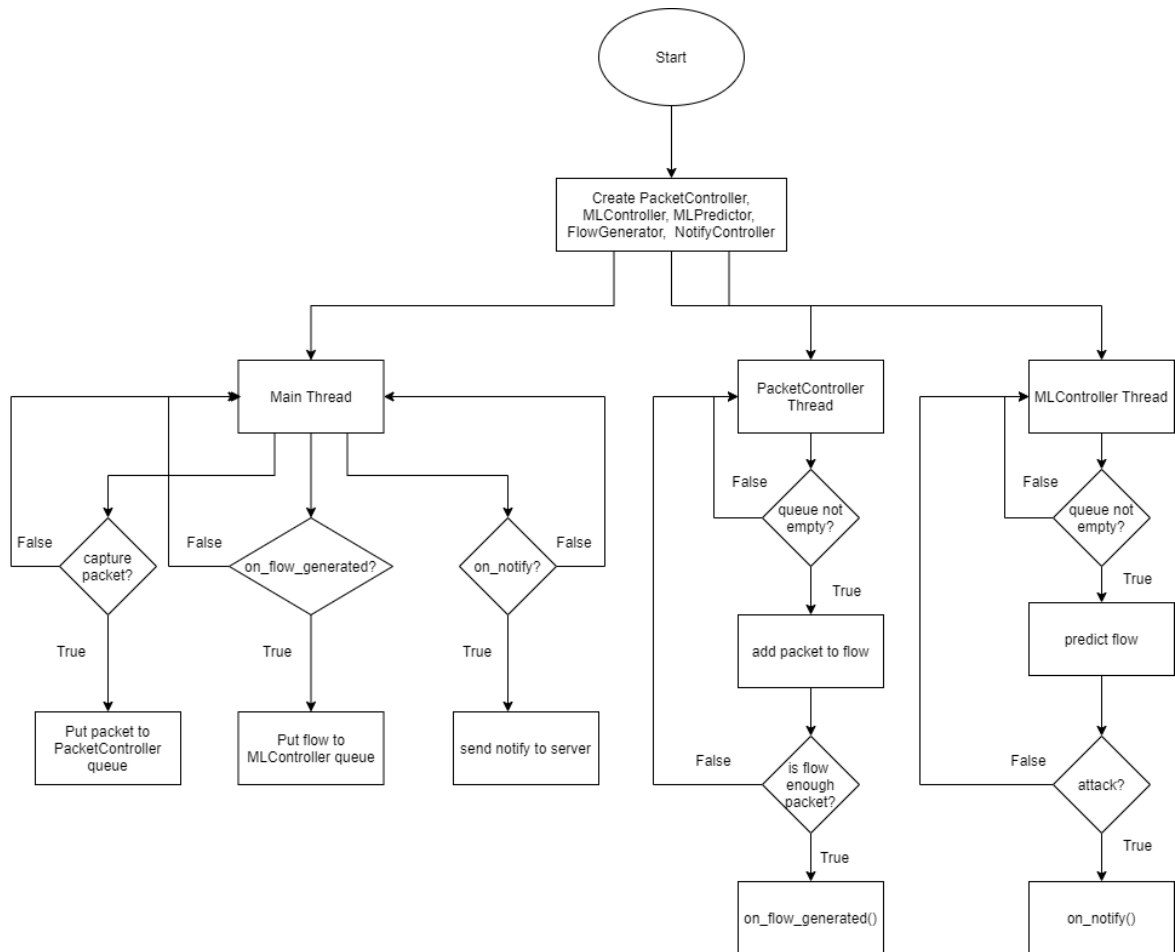 Start
Create PacketController,
MLController, MLPredictor,
FlowGenerator, NotifyController
Main Thread
PacketController
Thread
MLController Thread
False
capture
packet?
False
on_flow_generated?
on_notify?
False
False
queue not
empty?
False
queue not
empty?
True
True
True
True
True
Put packet to
PacketController
queue
Put flow to
MLController queue
send notify to server
add packet to flow
predict flow
False
is flow
enough
packet?
False
attack?
True
True
on_flow_generated()
on_notify()